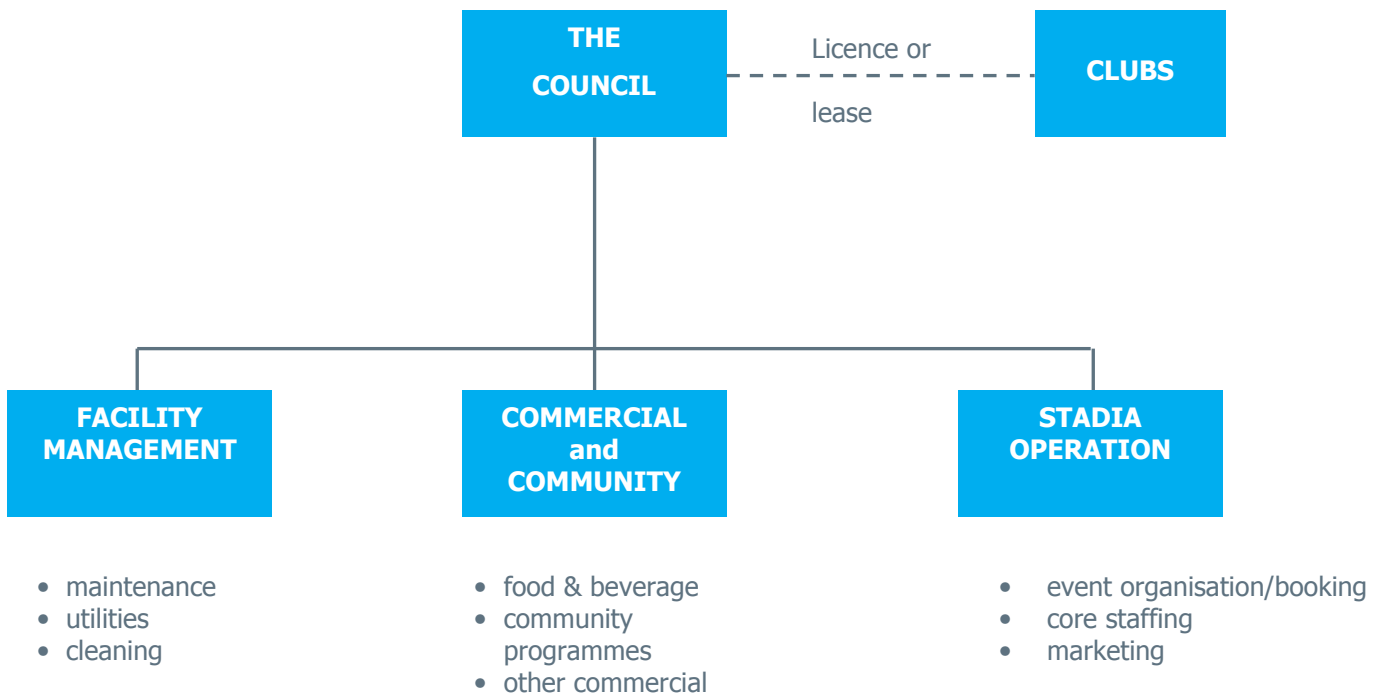 THE
COUNCIL
Licence or
lease
CLUBS
FACILITY
MANAGEMENT
COMMERCIAL
and
COMMUNITY
STADIA
OPERATION
• maintenance
• utilities
• cleaning
• food & beverage
• community
programmes
• other commercial
• event organisation/booking
• core staffing
• marketing